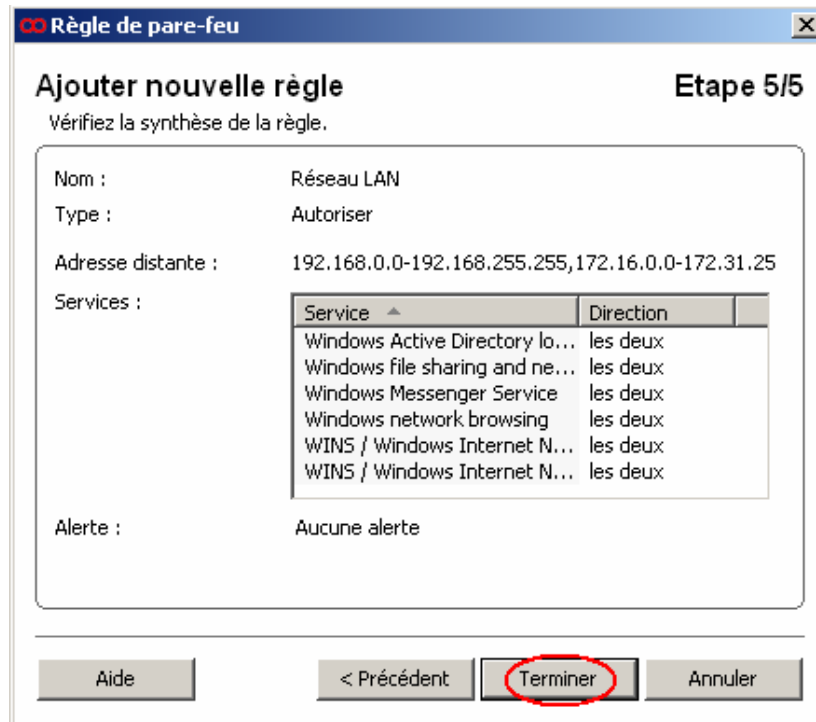 Règle de pare-feu
Ajouter nouvelle règle Etape 5/5
Vérifiez la synthèse de la règle.
Nom : Réseau LAN
Type : Autoriser
Adresse distante : 192.168.0.0-192.168.255.255,172.16.0.0-172.31.25
Services :
Service Direction
Windows Active Directory lo... les deux
Windows file sharing and ne... les deux
Windows Messenger Service les deux
Windows network browsing les deux
WINS / Windows Internet N... les deux
WINS / Windows Internet N... les deux
Alerte : Aucune alerte
Aide < Précédent Terminer Annuler